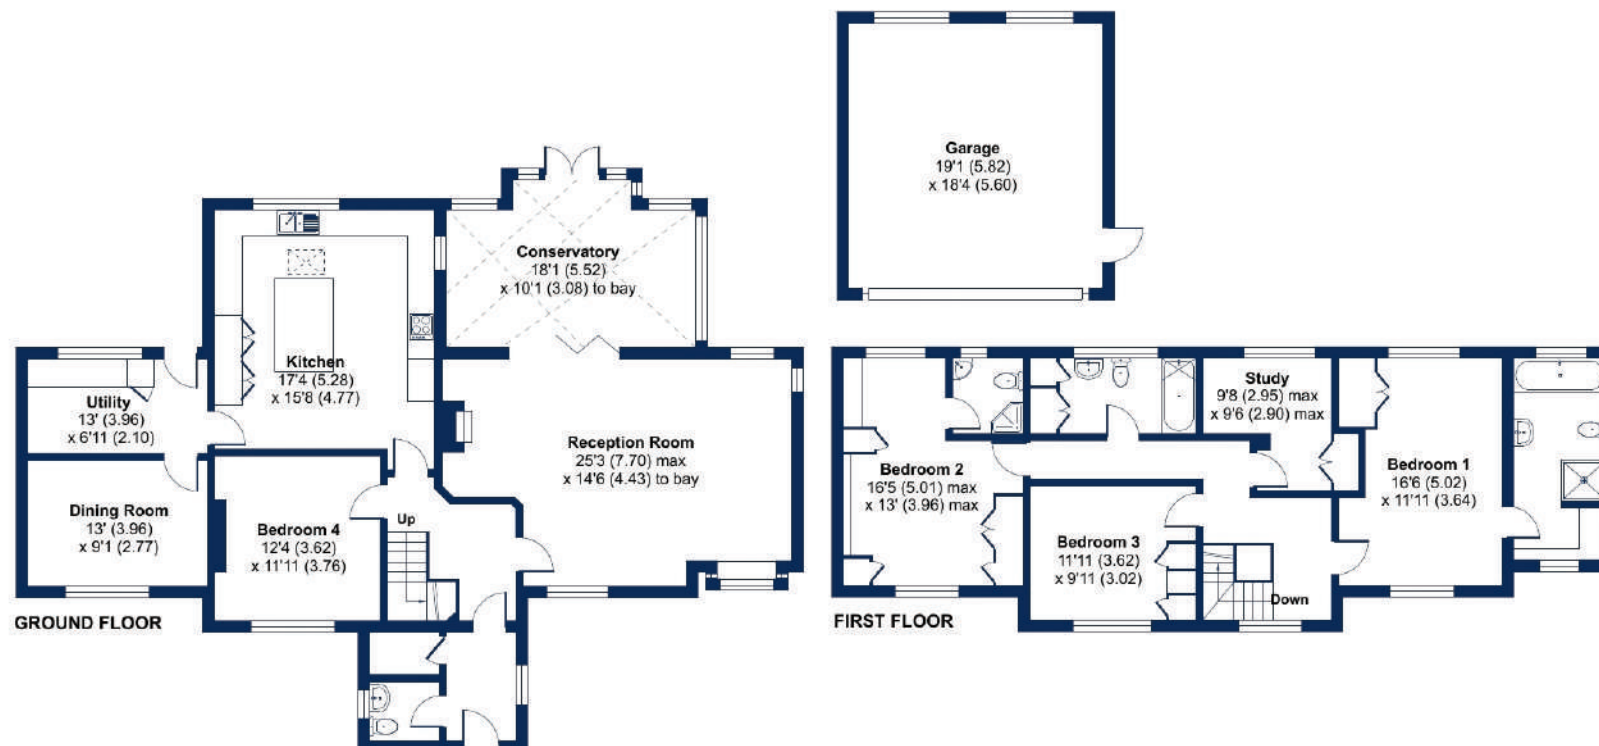 Garage
19'1 (5.82)
x 18'4 (5.60)
Conservatory
18'1 (5.52)
x 10'1 (3.08) to bay
Kitchen
17'4 (5.28)
x 15'8 (4.77)
Utility
13' (3.96)
x 6'11 (2.10)
Reception Room
25'3 (7.70) max
x 14'6 (4.43) to bay
Dining Room
13' (3.96)
x 9'1 (2.77)
Bedroom 4
12'4 (3.62)
x 11'11 (3.76)
Up
GROUND FLOOR
Study
9'8 (2.95) max
x 9'6 (2.90) max
Bedroom 2
16'5 (5.01) max
x 13' (3.96) max
Bedroom 1
16'6 (5.02)
x 11'11 (3.64)
Bedroom 3
11'11 (3.62)
x 9'11 (3.02)
Down
FIRST FLOOR